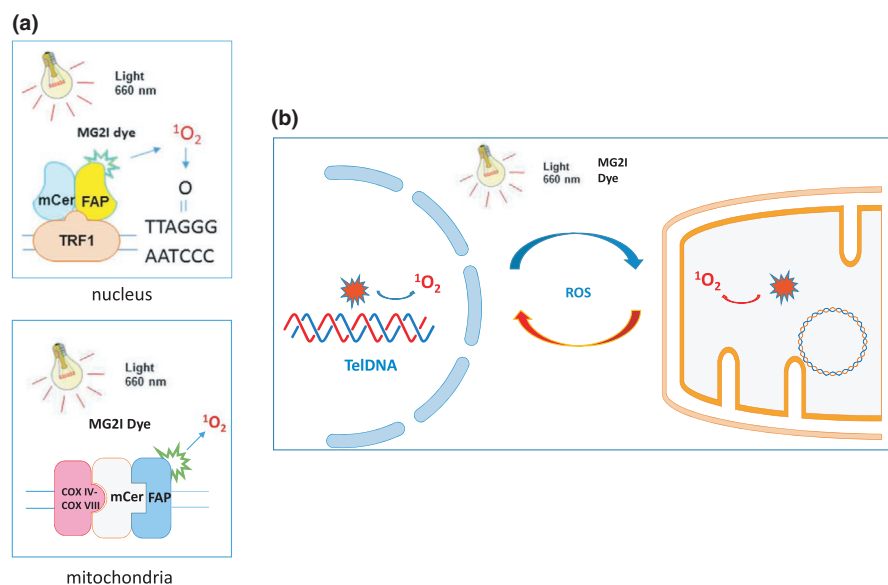 (a)
Light
660 nm
MG2I dye
¹O₂
O
mCer
FAP
TTAGGG
TRF1
AATCCC
nucleus
Light
660 nm
MG2I Dye
¹O₂
COX IV-
COX VIII
mCer
FAP
mitochondria
(b)
Light
660 nm
MG2I
Dye
¹O₂
TelDNA
ROS
¹O₂